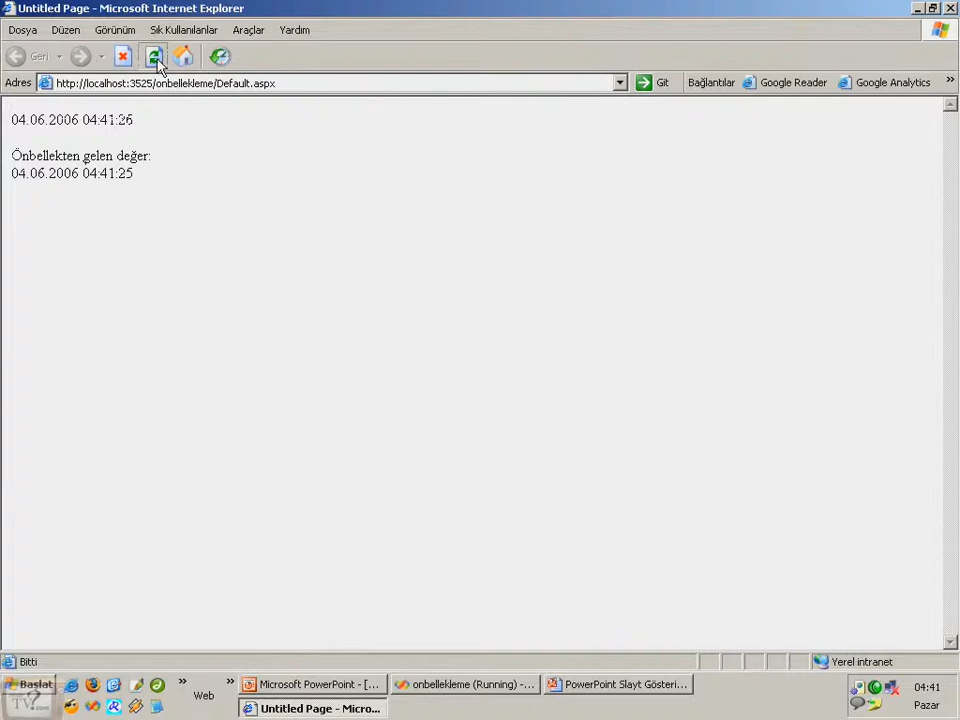 Untitled Page - Microsoft Internet Explorer
Dosya Düzen Görünüm Sık Kullanılanlar Araçlar Yardım
Geri
Adres http://localhost:3525/onbellekleme/Default.aspx Git Bağlantılar Google Reader Google Analytics »
04.06.2006 04:41:26
Önbellekten gelen değer:
04.06.2006 04:41:25
Bitti Yerel intranet
Başlat » Web » Microsoft PowerPoint - [... onbellekleme (Running) -... PowerPoint Slayt Gösteri... 04:41
TV?.com Untitled Page - Micro... Pazar